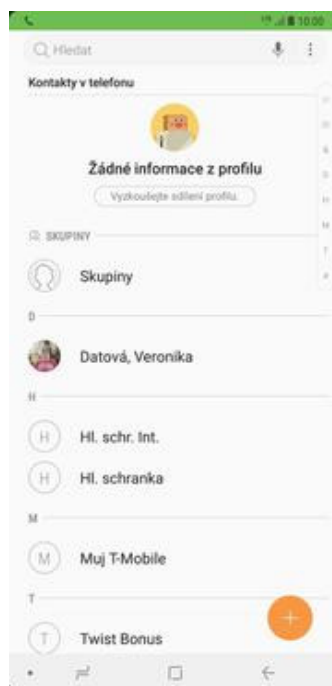 10:00
Hledat
Kontakty v telefonu
Žádné informace z profilu
Vyzkoušejte sdílení profilu.
SKUPINY
Skupiny
D
Datová, Veronika
H
H
Hl. schr. Int.
H
Hl. schranka
M
M
Muj T-Mobile
T
T
Twist Bonus